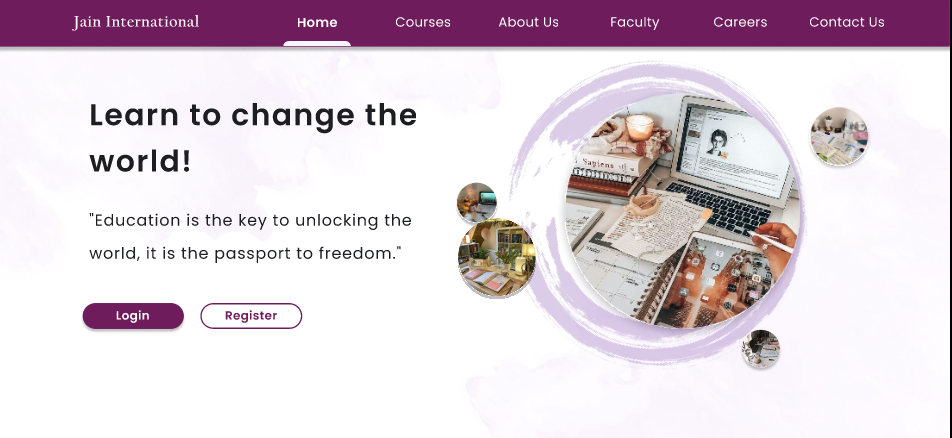 Jain International
Home
Courses
About Us
Faculty
Careers
Contact Us
Learn to change the
world!
"Education is the key to unlocking the
world, it is the passport to freedom."
Login
Register
Sapiens